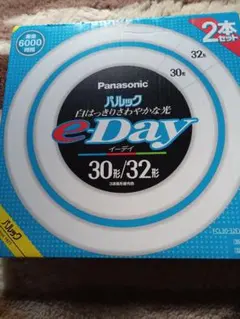 寿命
6000
時間
2本
セット
32形
30形
Panasonic
パルック
白はっきりさわやかな光
e-Day
イーデイ
30形/32形
パルック